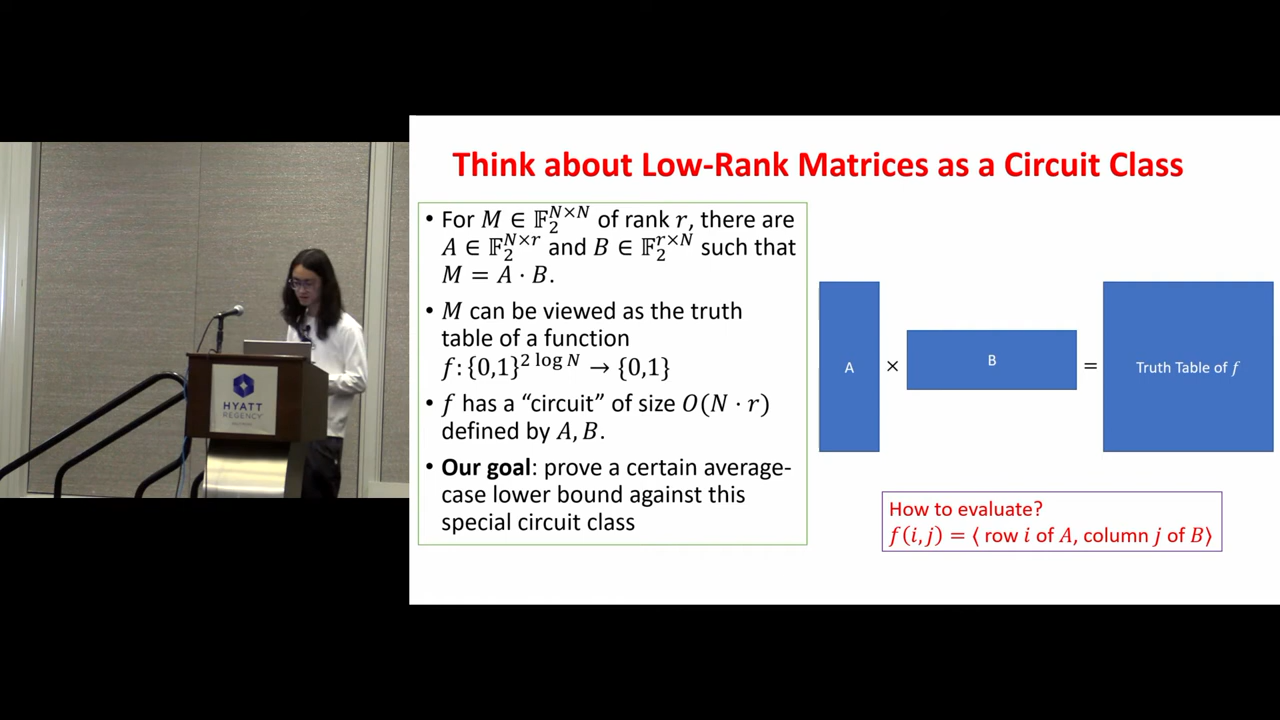 Think about Low-Rank Matrices as a Circuit Class
• For 𝑀 ∈ 𝔽₂^{𝑁×𝑁} of rank 𝑟, there are
𝐴 ∈ 𝔽₂^{𝑁×𝑟} and 𝐵 ∈ 𝔽₂^{𝑟×𝑁} such that
𝑀 = 𝐴 · 𝐵.
• 𝑀 can be viewed as the truth
table of a function
𝑓: {0,1}^{2 log 𝑁} → {0,1}
• 𝑓 has a “circuit” of size 𝑂(𝑁 · 𝑟)
defined by 𝐴, 𝐵.
• Our goal: prove a certain average-
case lower bound against this
special circuit class
A × B = Truth Table of 𝑓
How to evaluate?
𝑓(𝑖, 𝑗) = ⟨ row 𝑖 of 𝐴, column 𝑗 of 𝐵⟩
HYATT
REGENCY